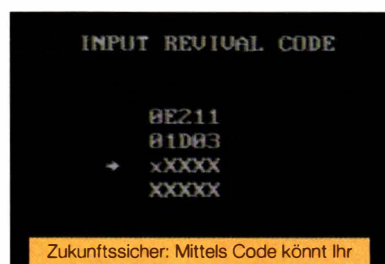 INPUT REVIVAL CODE
0E211
01D03
→ xXXXX
XXXXX
Zukunftssicher: Mittels Code könnt Ihr